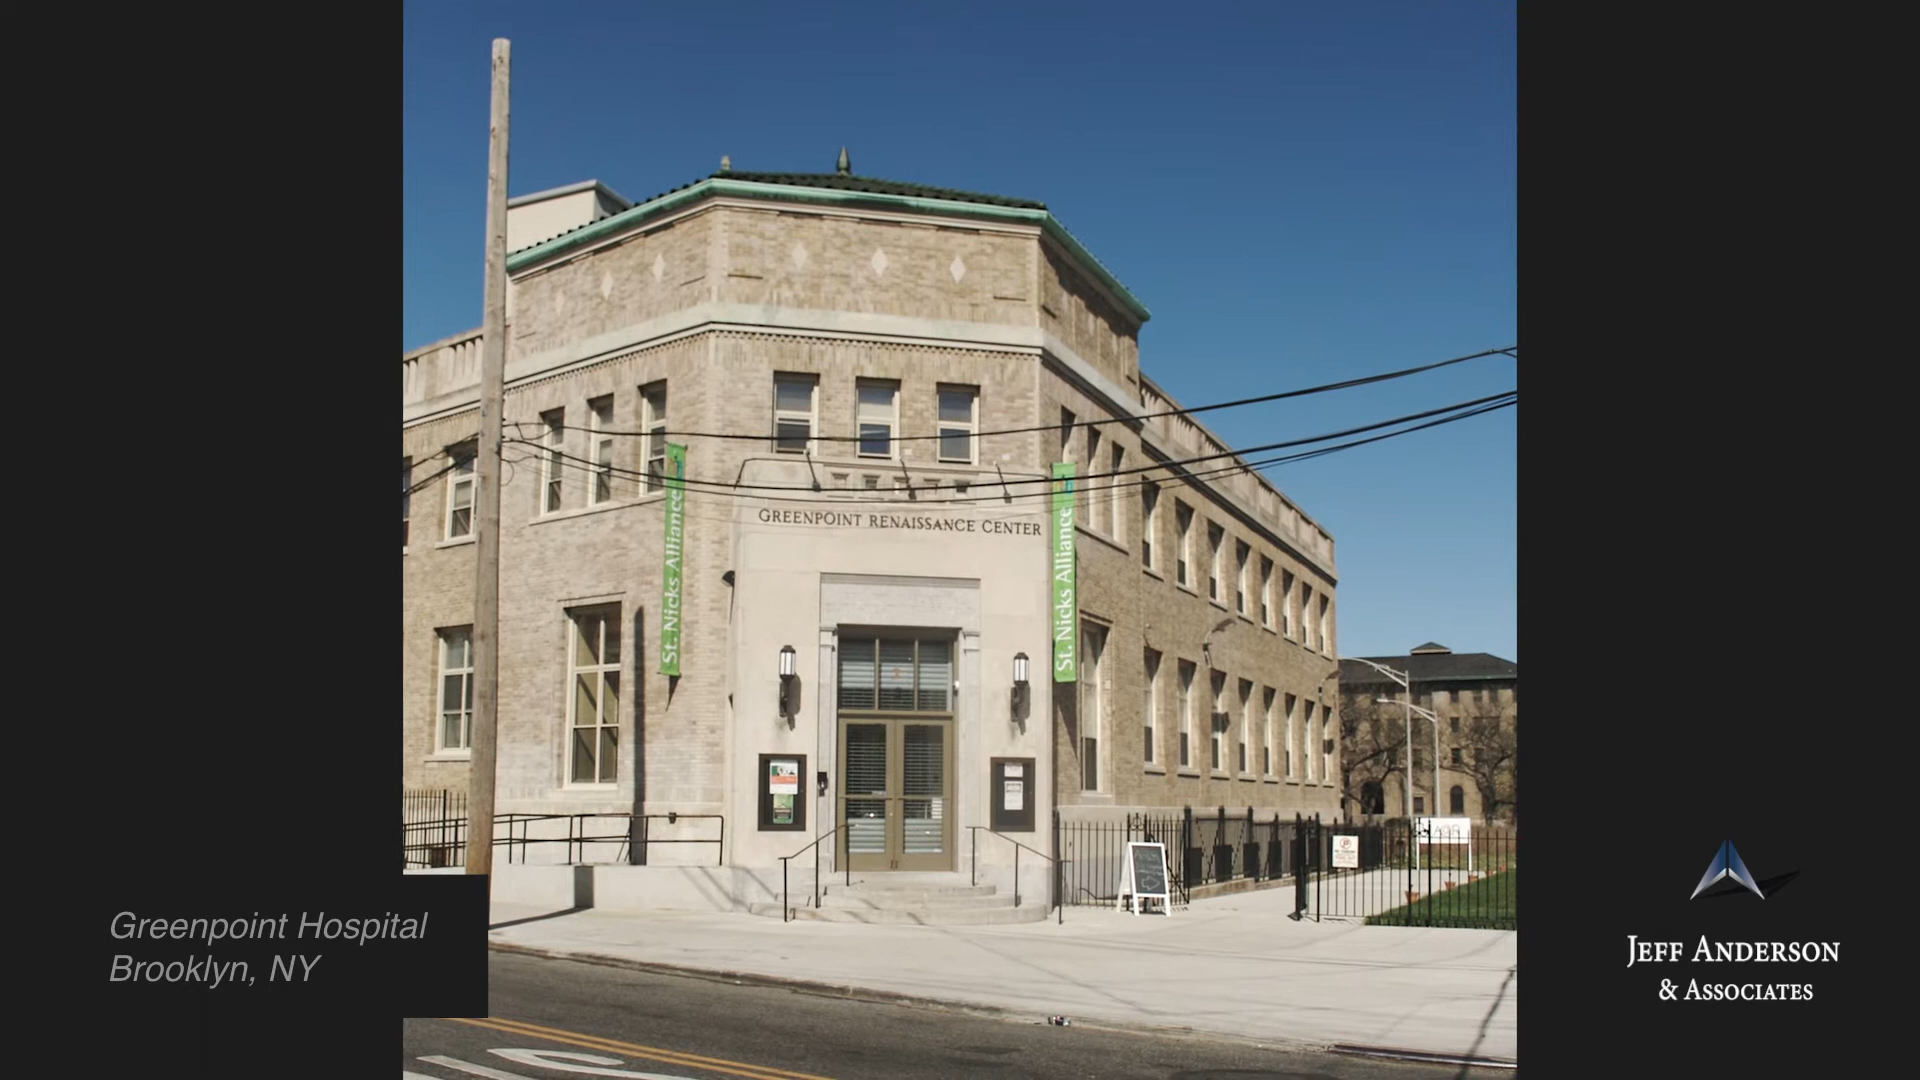 GREENPOINT RENAISSANCE CENTER
St. Nicks Alliance
St. Nicks Alliance
Greenpoint Hospital
Brooklyn, NY
JEFF ANDERSON
& ASSOCIATES